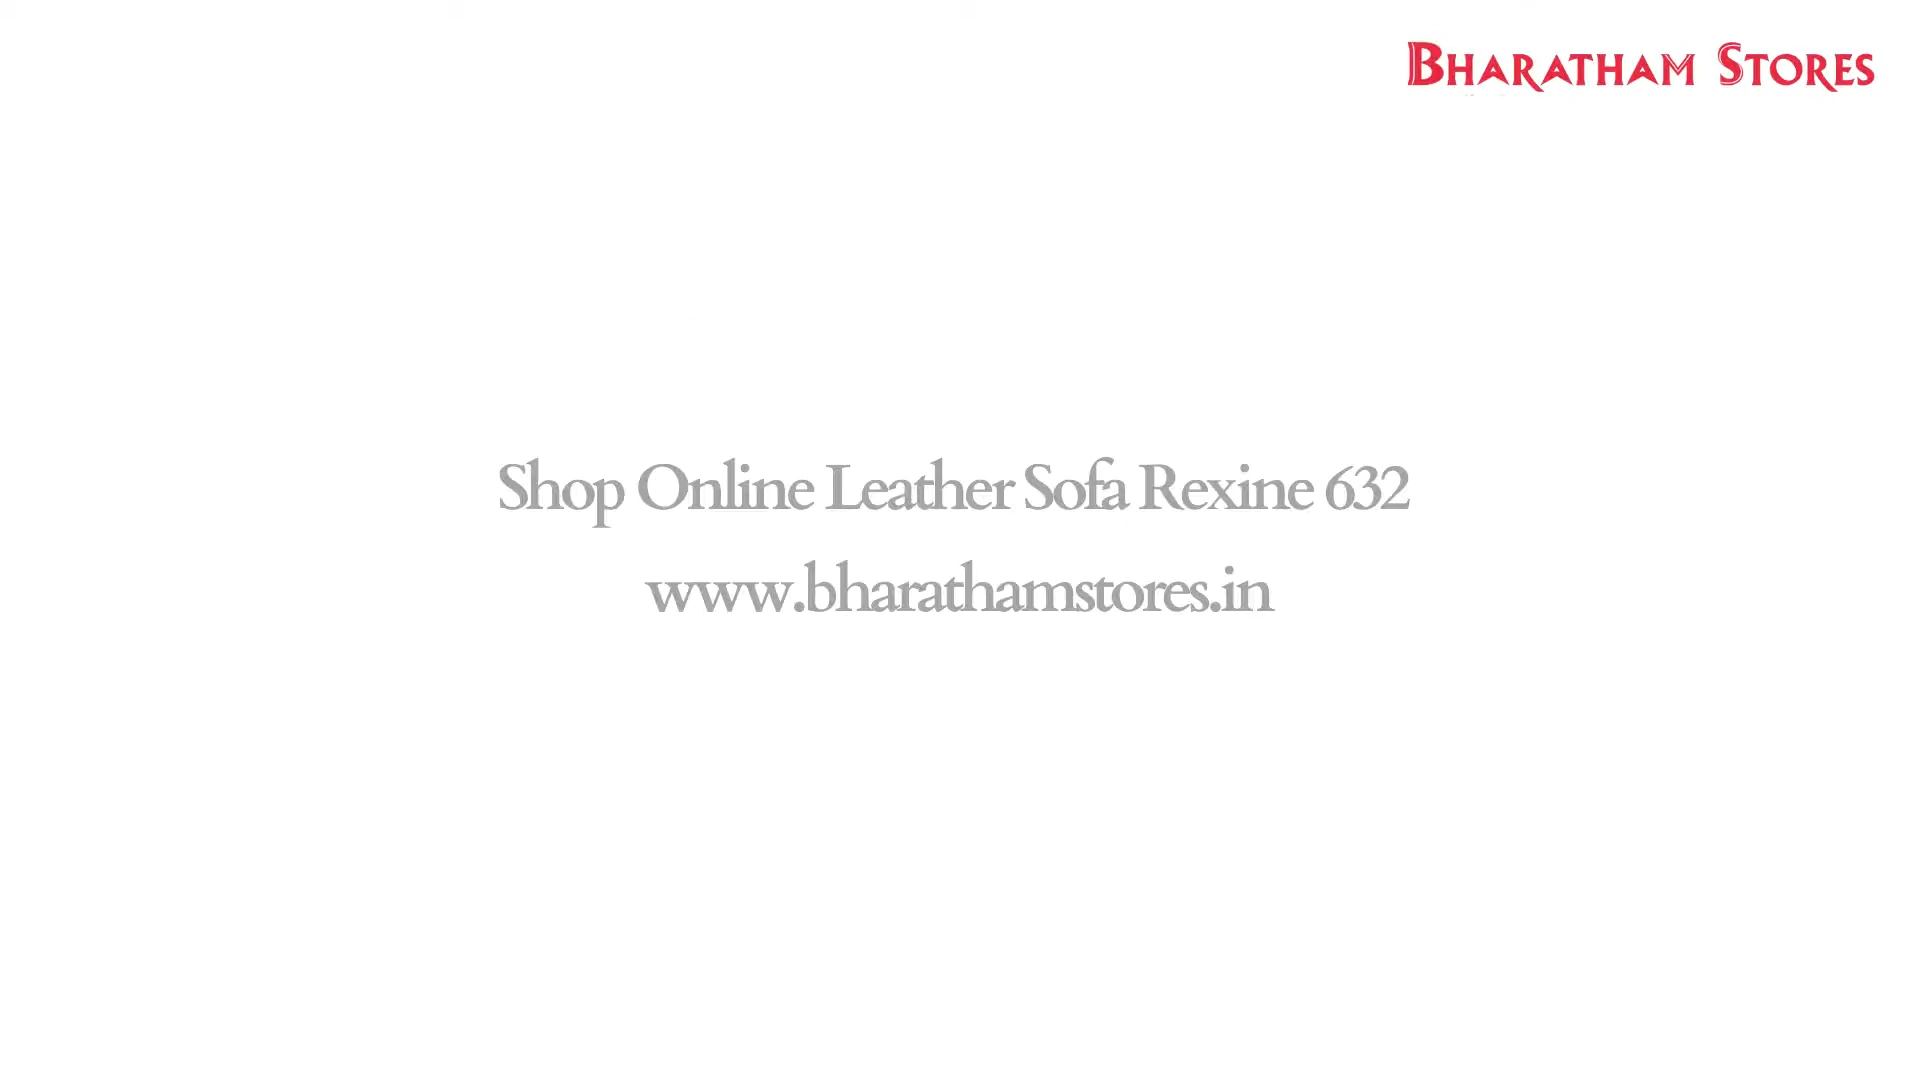 Bharatham Stores
Shop Online Leather Sofa Rexine 632
www.bharathamstores.in